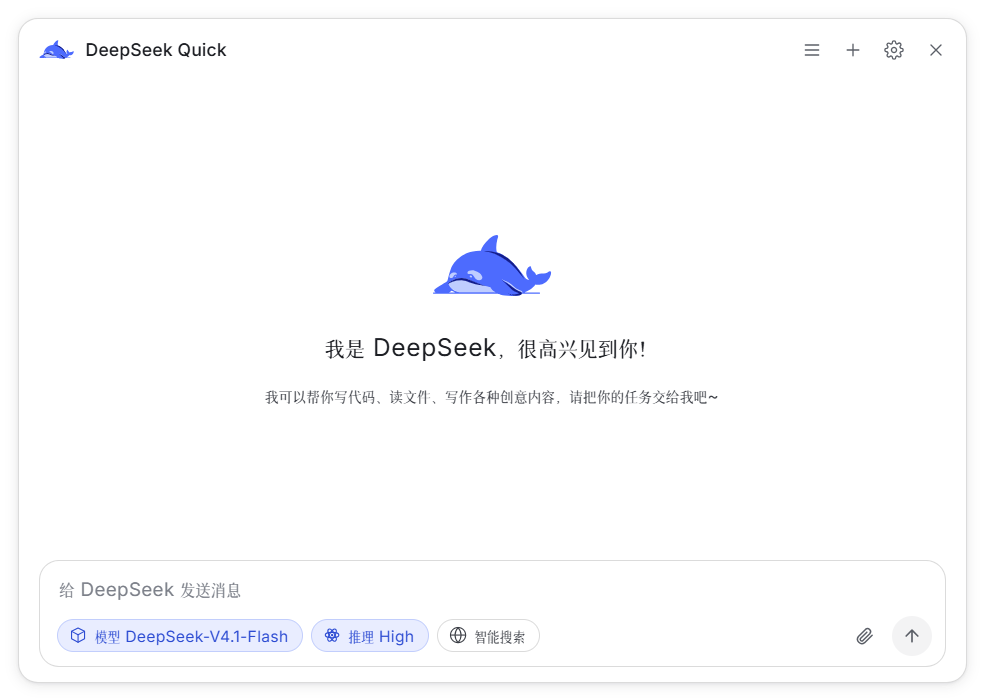 DeepSeek Quick
我是 DeepSeek，很高兴见到你！
我可以帮你写代码、读文件、写作各种创意内容，请把你的任务交给我吧~
给 DeepSeek 发送消息
模型 DeepSeek-V4.1-Flash 推理 High 智能搜索